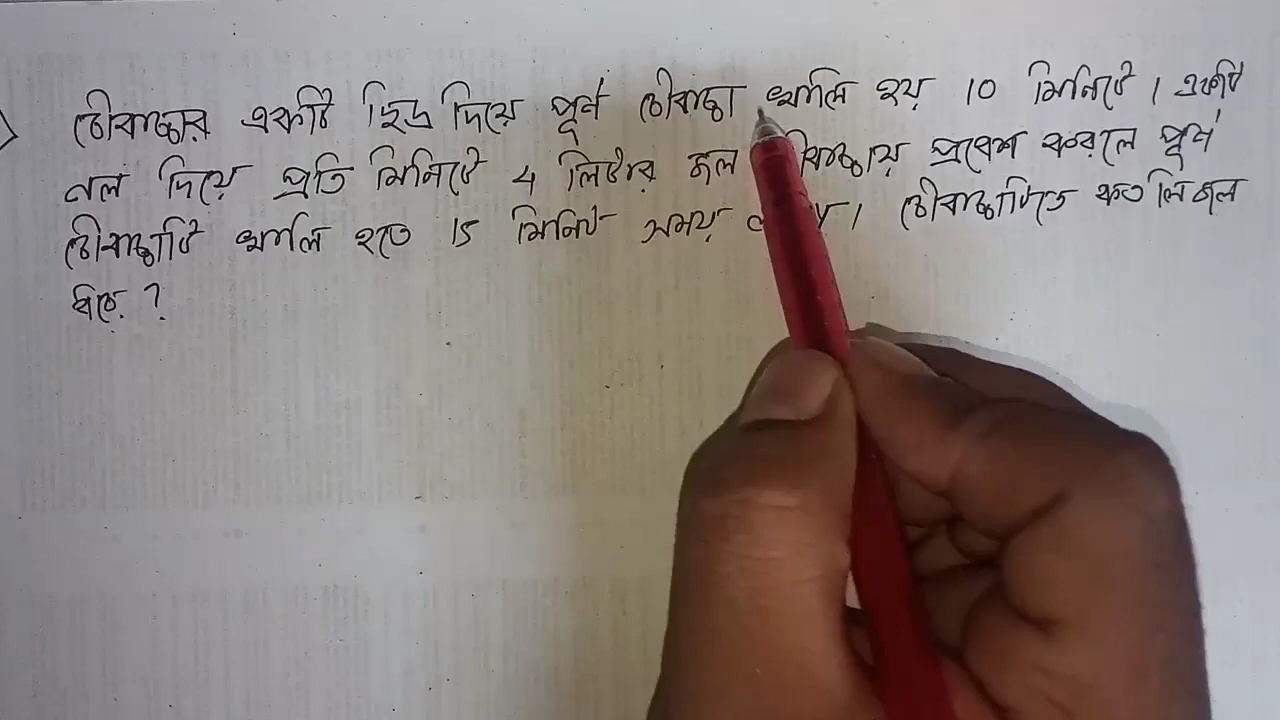 চৌবাচ্চার একটি ছিদ্র দিয়ে পূর্ণ চৌবাচ্চা খালি হয় 10 মিনিটে। একটি
নল দিয়ে প্রতি মিনিটে 4 লিটার জল প্রবেশ করলে পূর্ণ
চৌবাচ্চাটি খালি হতে 15 মিনিট সময় । চৌবাচ্চাটিতে কত লি জল
ধরে ?